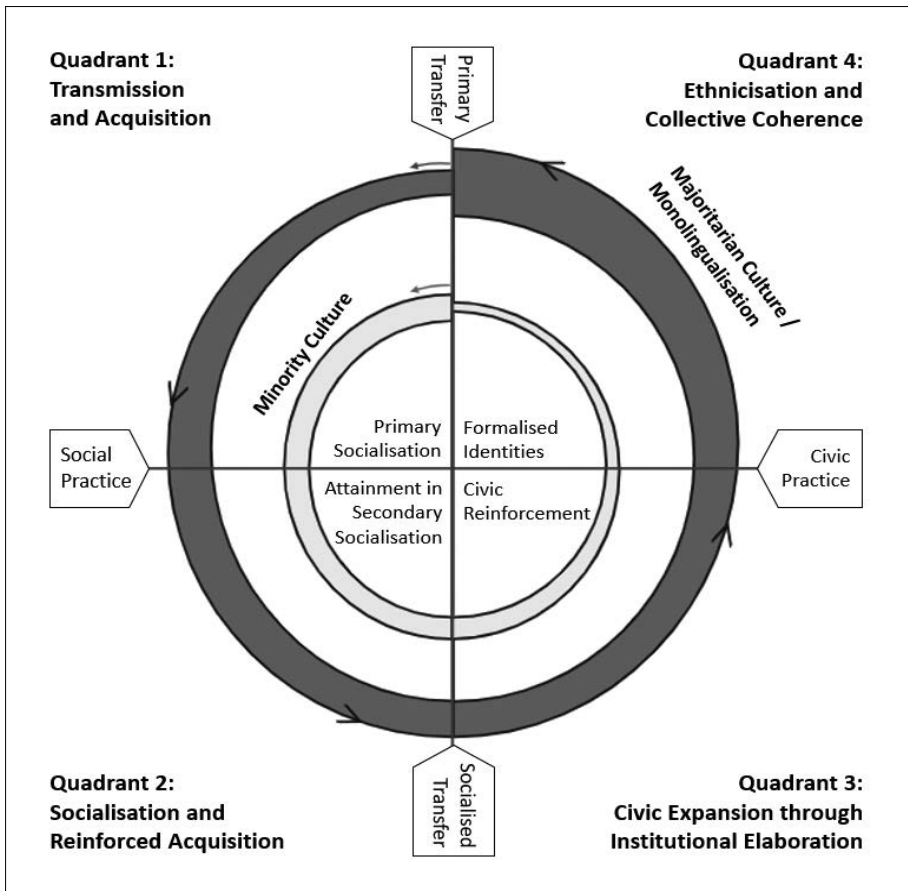 Quadrant 1:
Transmission
and Acquisition
Primary
Transfer
Quadrant 4:
Ethnicisation and
Collective Coherence
Majoritarian Culture /
Monolingualisation
Minority Culture
Primary
Socialisation
Formalised
Identities
Social
Practice
Civic
Practice
Attainment in
Secondary
Socialisation
Civic
Reinforcement
Quadrant 2:
Socialisation and
Reinforced Acquisition
Socialised
Transfer
Quadrant 3:
Civic Expansion through
Institutional Elaboration